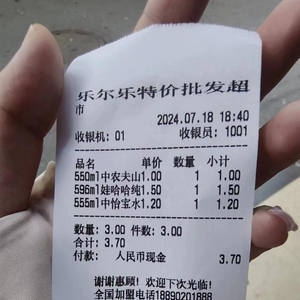 乐尔乐特价批发超
市
2024.07.18 18:40
收银机：01 收银员：1001
品名 单价 数量 小计
550ml中农夫山1.00 1 1.00
596ml娃哈哈纯1.50 1 1.50
555ml中怡宝水1.20 1 1.20
数量：3.00 件数：3.00
合计：3.70
付款： 人民币现金 3.70
谢谢惠顾！欢迎下次光临！
全国加盟电话18890201888